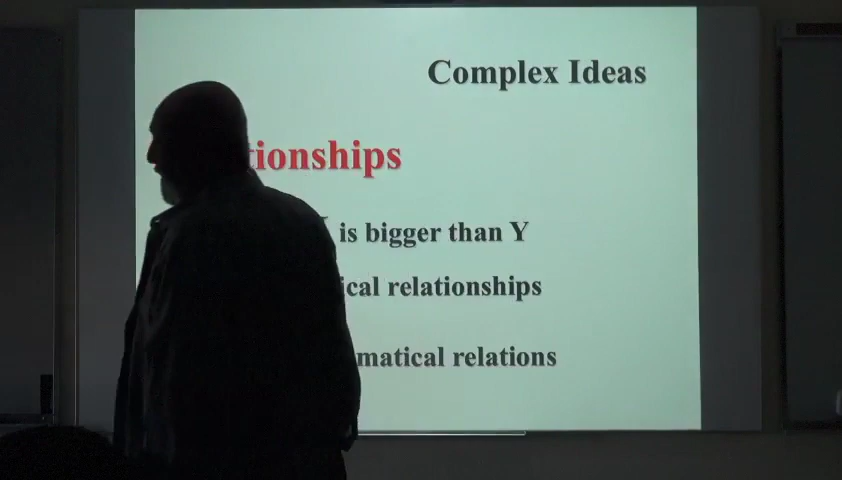 Complex Ideas
tionships
is bigger than Y
ical relationships
matical relations